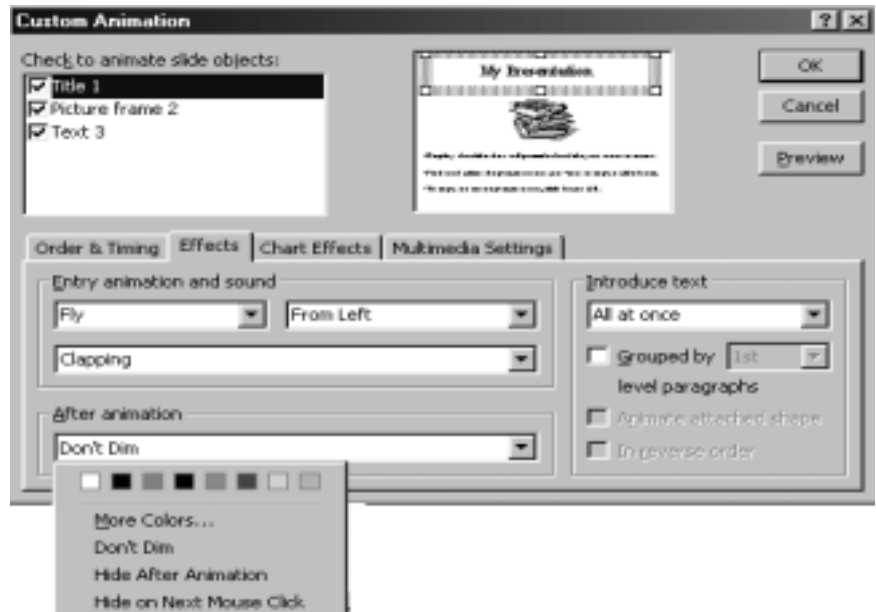 Custom Animation
Check to animate slide objects:
Title 1
Picture frame 2
Text 3
My Presentation
OK
Cancel
Preview
Order & Timing
Effects
Chart Effects
Multimedia Settings
Entry animation and sound
Fly
From Left
Clapping
Introduce text
All at once
Grouped by 1st
level paragraphs
Animate attached shape
In reverse order
After animation
Don't Dim
More Colors...
Don't Dim
Hide After Animation
Hide on Next Mouse Click